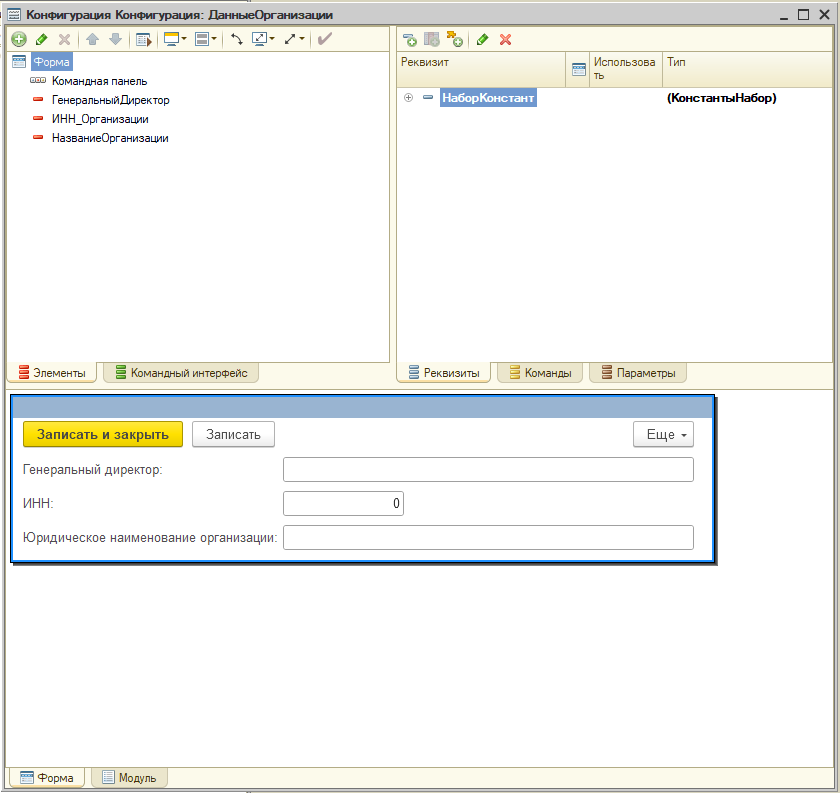 Конфигурация Конфигурация: ДанныеОрганизации
Форма
Командная панель
ГенеральныйДиректор
ИНН_Организации
НазваниеОрганизации
Элементы
Командный интерфейс
Реквизит
Использова
ть
Тип
НаборКонстант
(КонстантыНабор)
Реквизиты
Команды
Параметры
Записать и закрыть
Записать
Еще
Генеральный директор:
ИНН:
0
Юридическое наименование организации:
Форма
Модуль